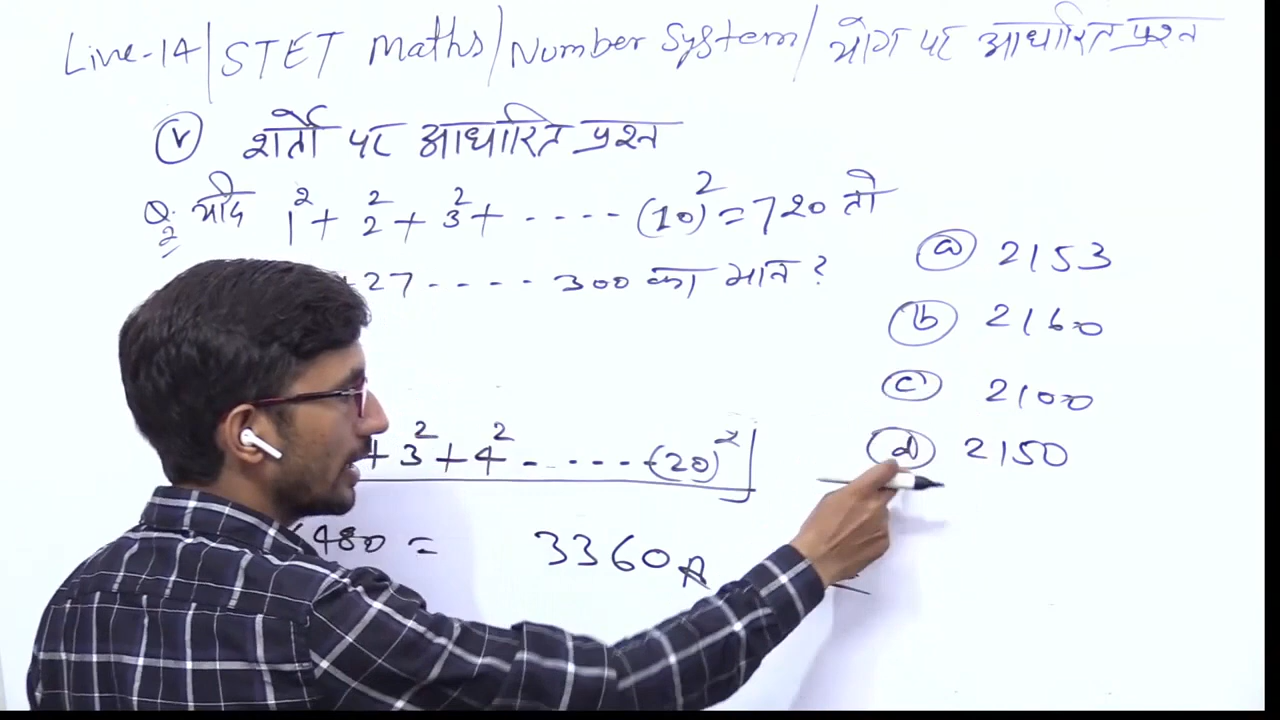 Live-14/STET Maths/Number System/ योग पर आधारित प्रश्न
V शर्तो पर आधारित प्रश्न
Q.2 यदि 1² + 2² + 3² + ..... (10)² = 720 तो
+27 ..... 300 का मान ?
a 2153
b 2160
c 2100
d 2150
+ 3² + 4² ...... (20)²
480 = 3360